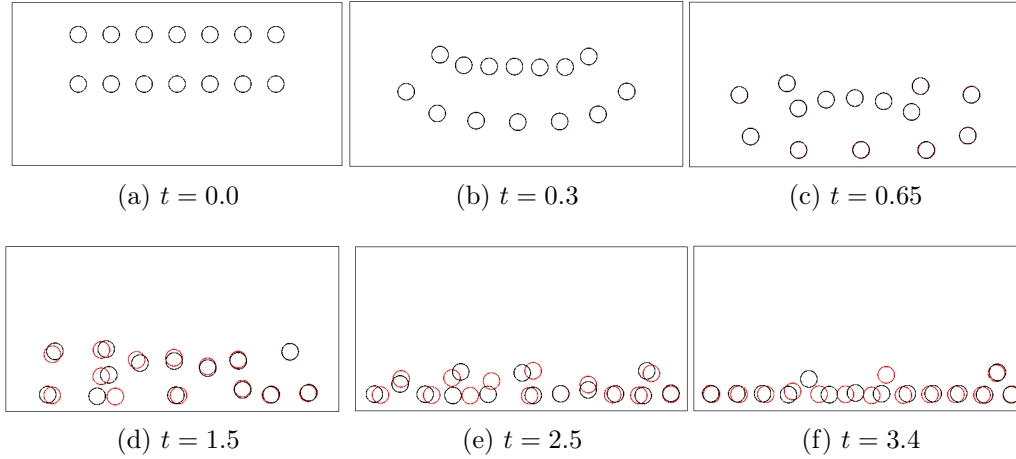 (a) t = 0.0
(b) t = 0.3
(c) t = 0.65
(d) t = 1.5
(e) t = 2.5
(f) t = 3.4